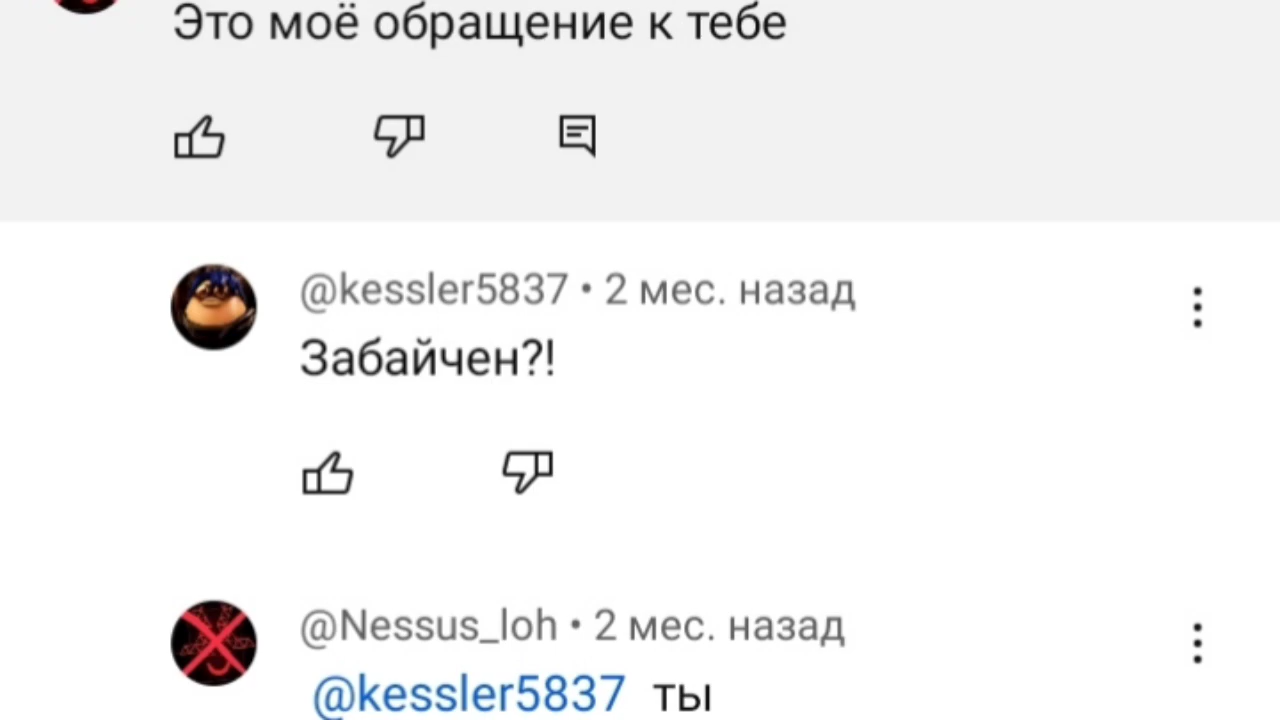 Это моё обращение к тебе
@kessler5837 • 2 мес. назад
Забайчен?!
@Nessus_loh • 2 мес. назад
@kessler5837 ты